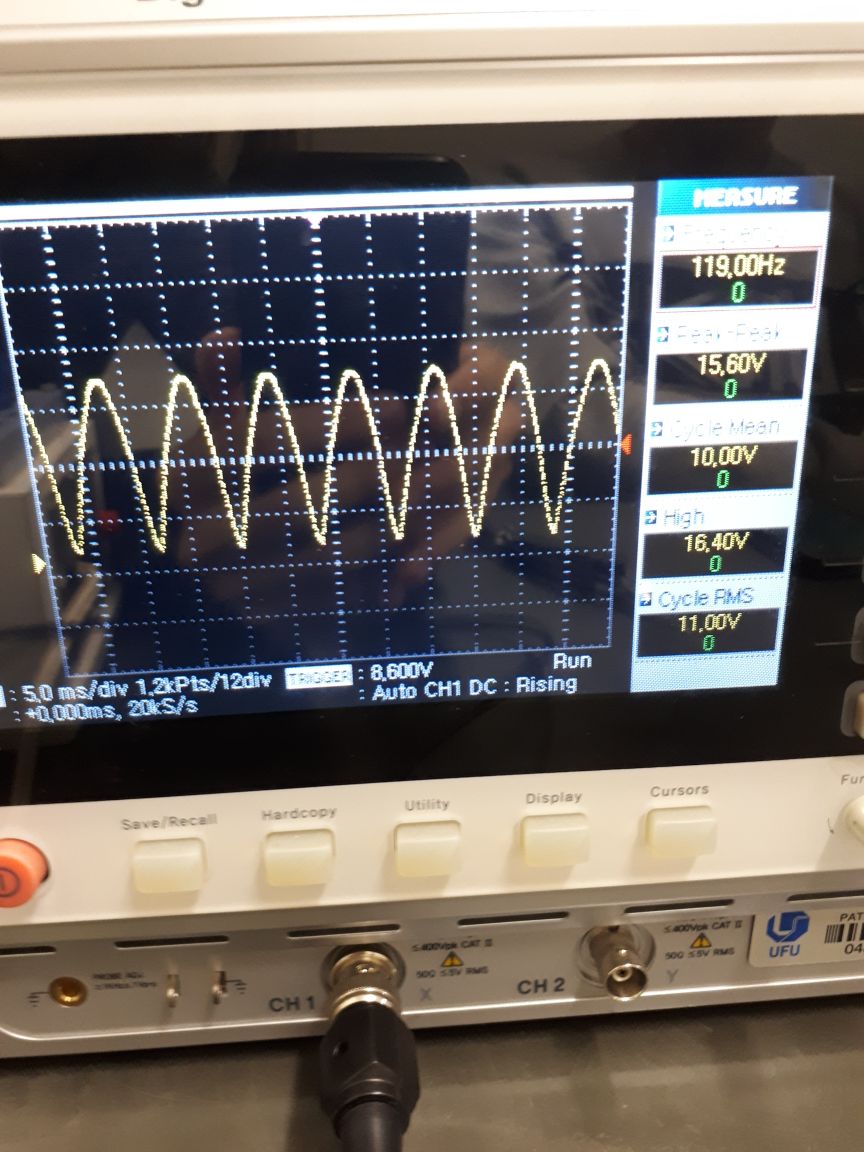 MEASURE
Frequency
119,00Hz
0
Peak-Peak
15,60V
0
Cycle Mean
10,00V
0
High
16,40V
0
Cycle RMS
11,00V
0
: 5,0 ms/div 1,2kPts/12div
: +0,000ms, 20kS/s
TRIGGER : 8,600V
: Auto CH1 DC : Rising
Run
Save/Recall
Hardcopy
Utility
Display
Cursors
PROBE ADJ
CH 1
≤400Vpk CAT II
50Ω ≤5V RMS
X
CH 2
≤400Vpk CAT II
50Ω ≤5V RMS
Y
UFU